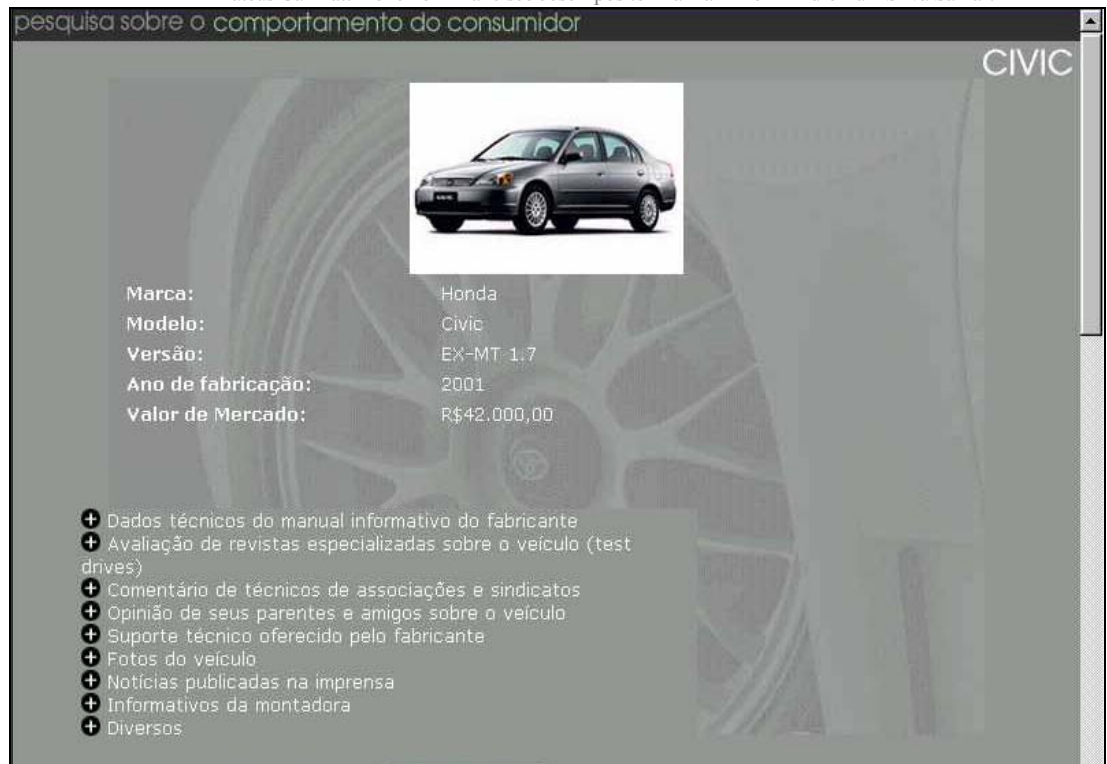 pesquisa sobre o comportamento do consumidor
CIVIC
Marca: Honda
Modelo: Civic
Versão: EX-MT 1.7
Ano de fabricação: 2001
Valor de Mercado: R$42.000,00
Dados técnicos do manual informativo do fabricante
Avaliação de revistas especializadas sobre o veículo (test
drives)
Comentário de técnicos de associações e sindicatos
Opinião de seus parentes e amigos sobre o veículo
Suporte técnico oferecido pelo fabricante
Fotos do veículo
Notícias publicadas na imprensa
Informativos da montadora
Diversos